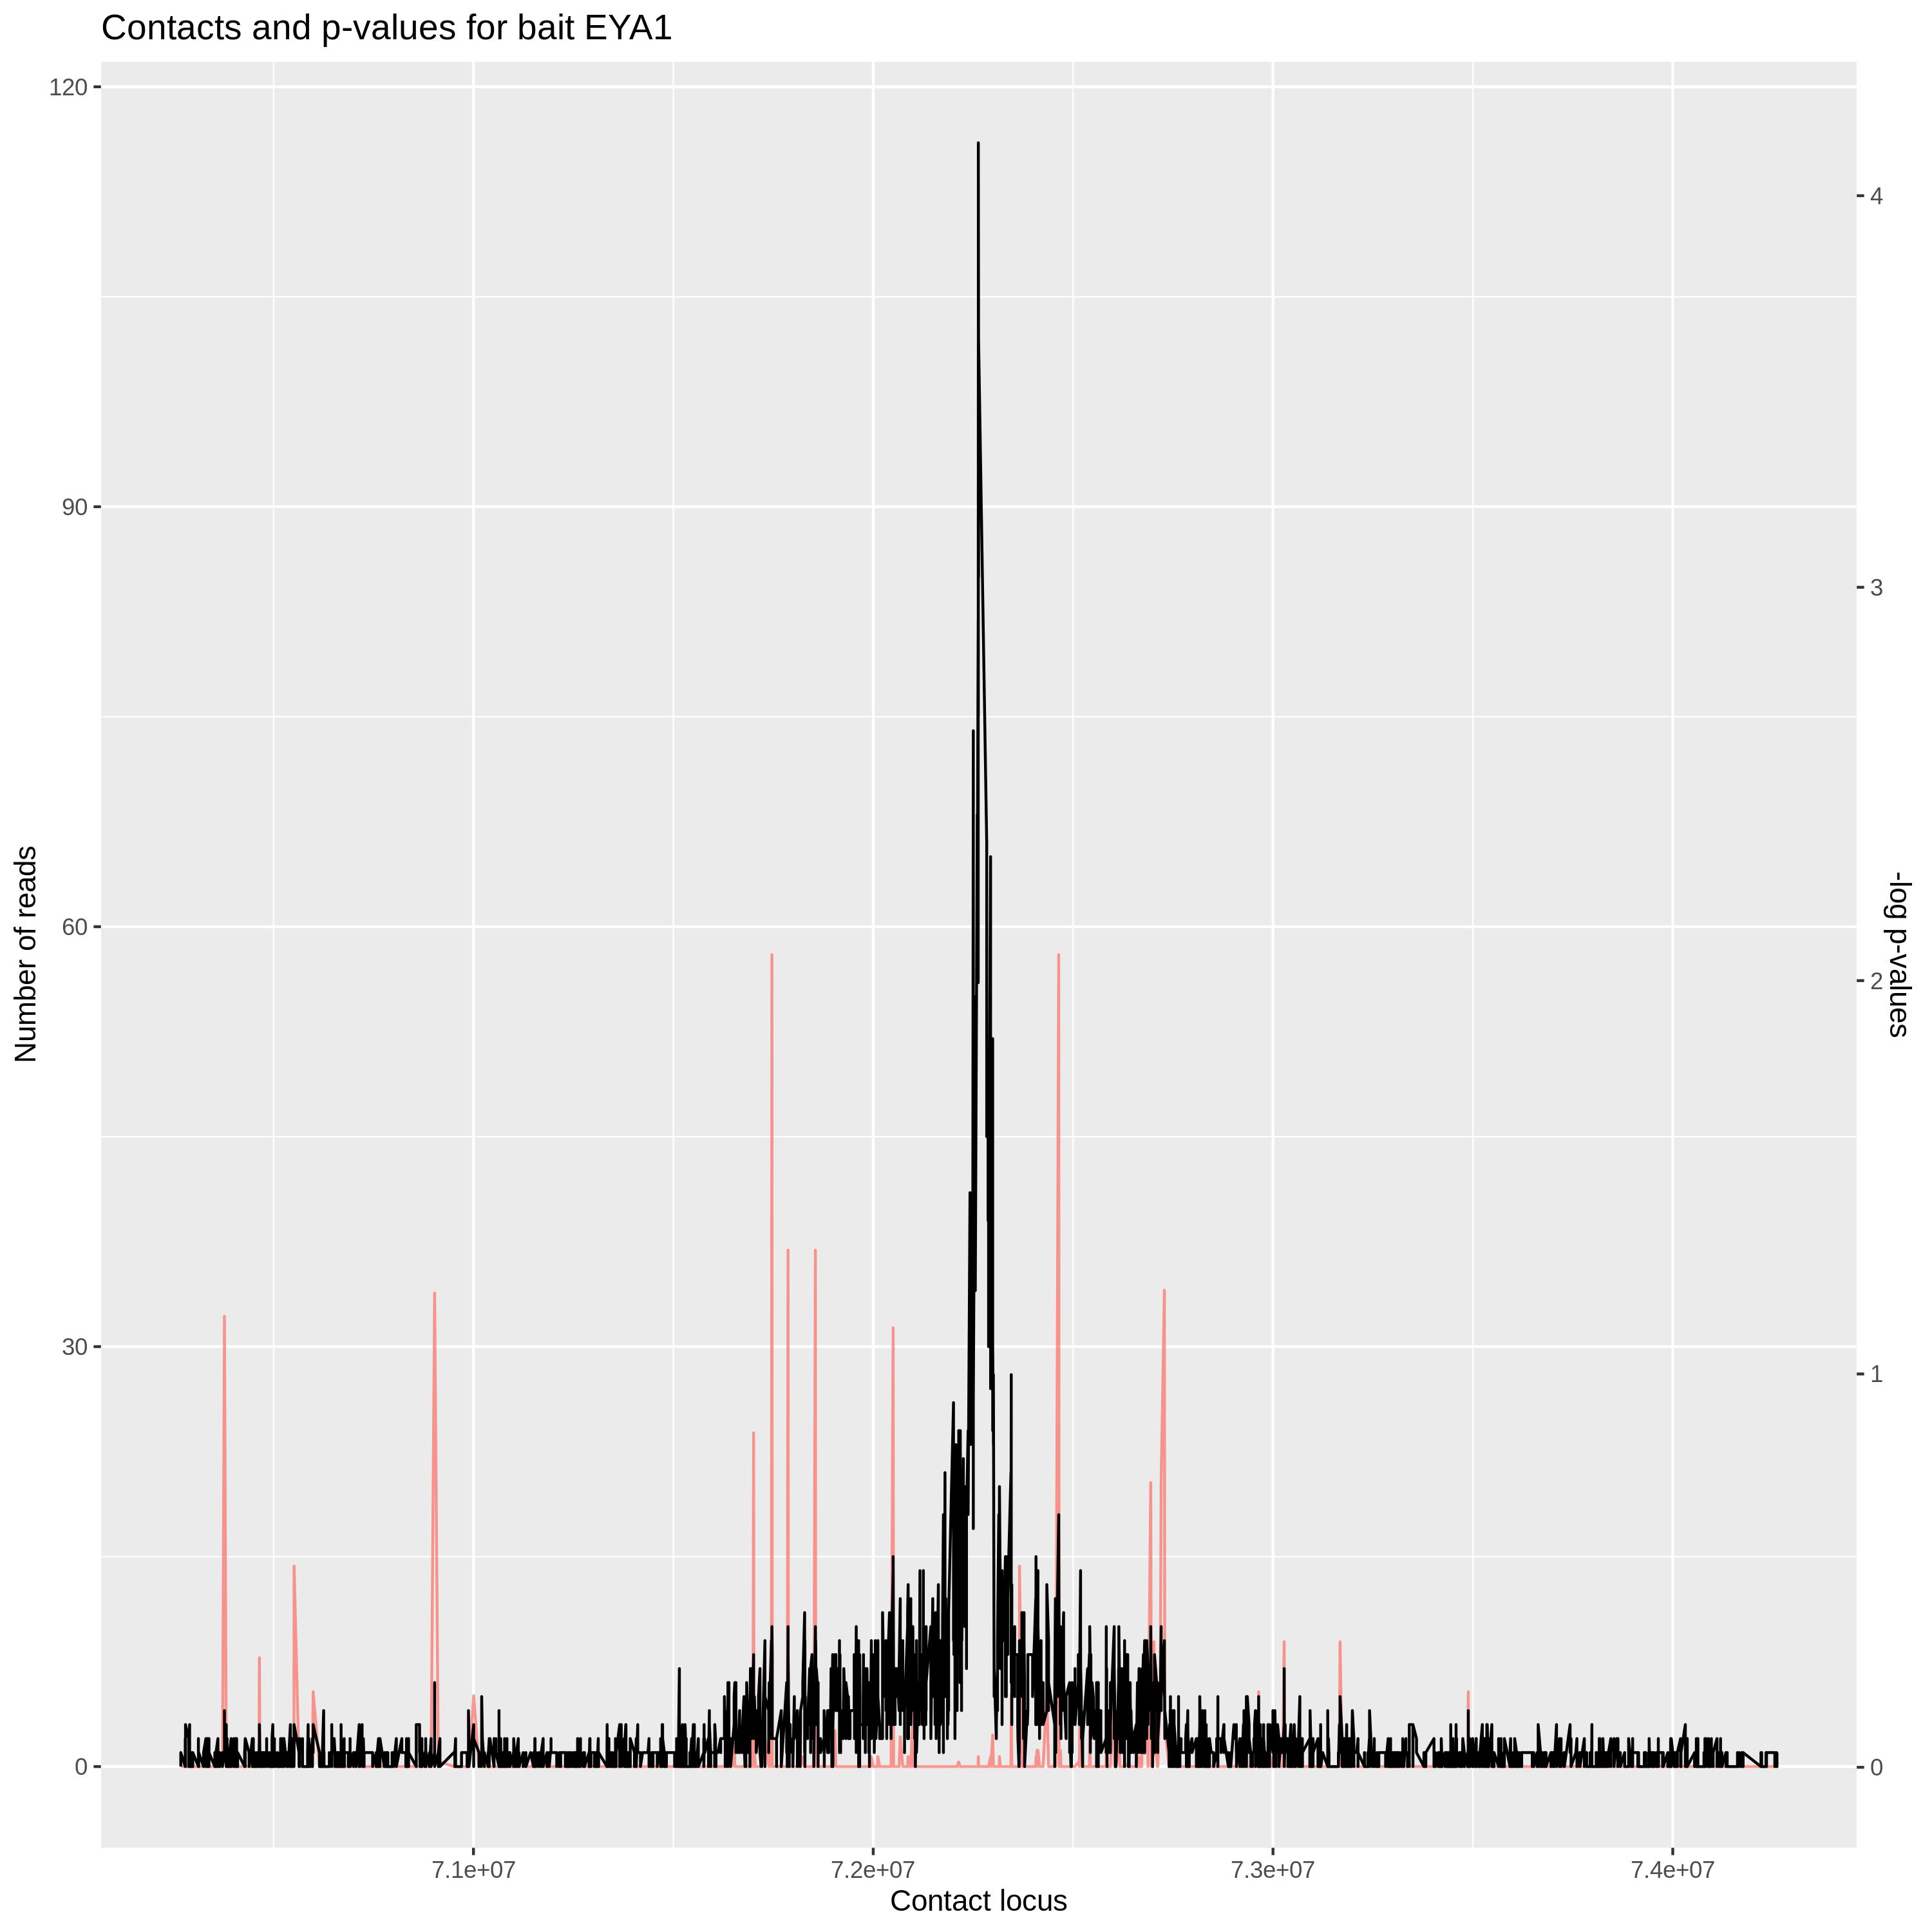 Contacts and p-values for bait EYA1
120
90
60
30
0
Number of reads
4
3
2
1
0
-log p-values
7.1e+07
7.2e+07
7.3e+07
7.4e+07
Contact locus